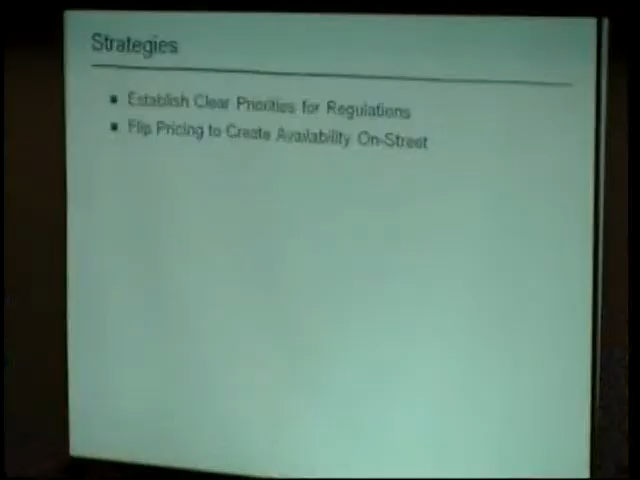 Strategies
▪ Establish Clear Priorities for Regulations
▪ Flip Pricing to Create Availability On-Street